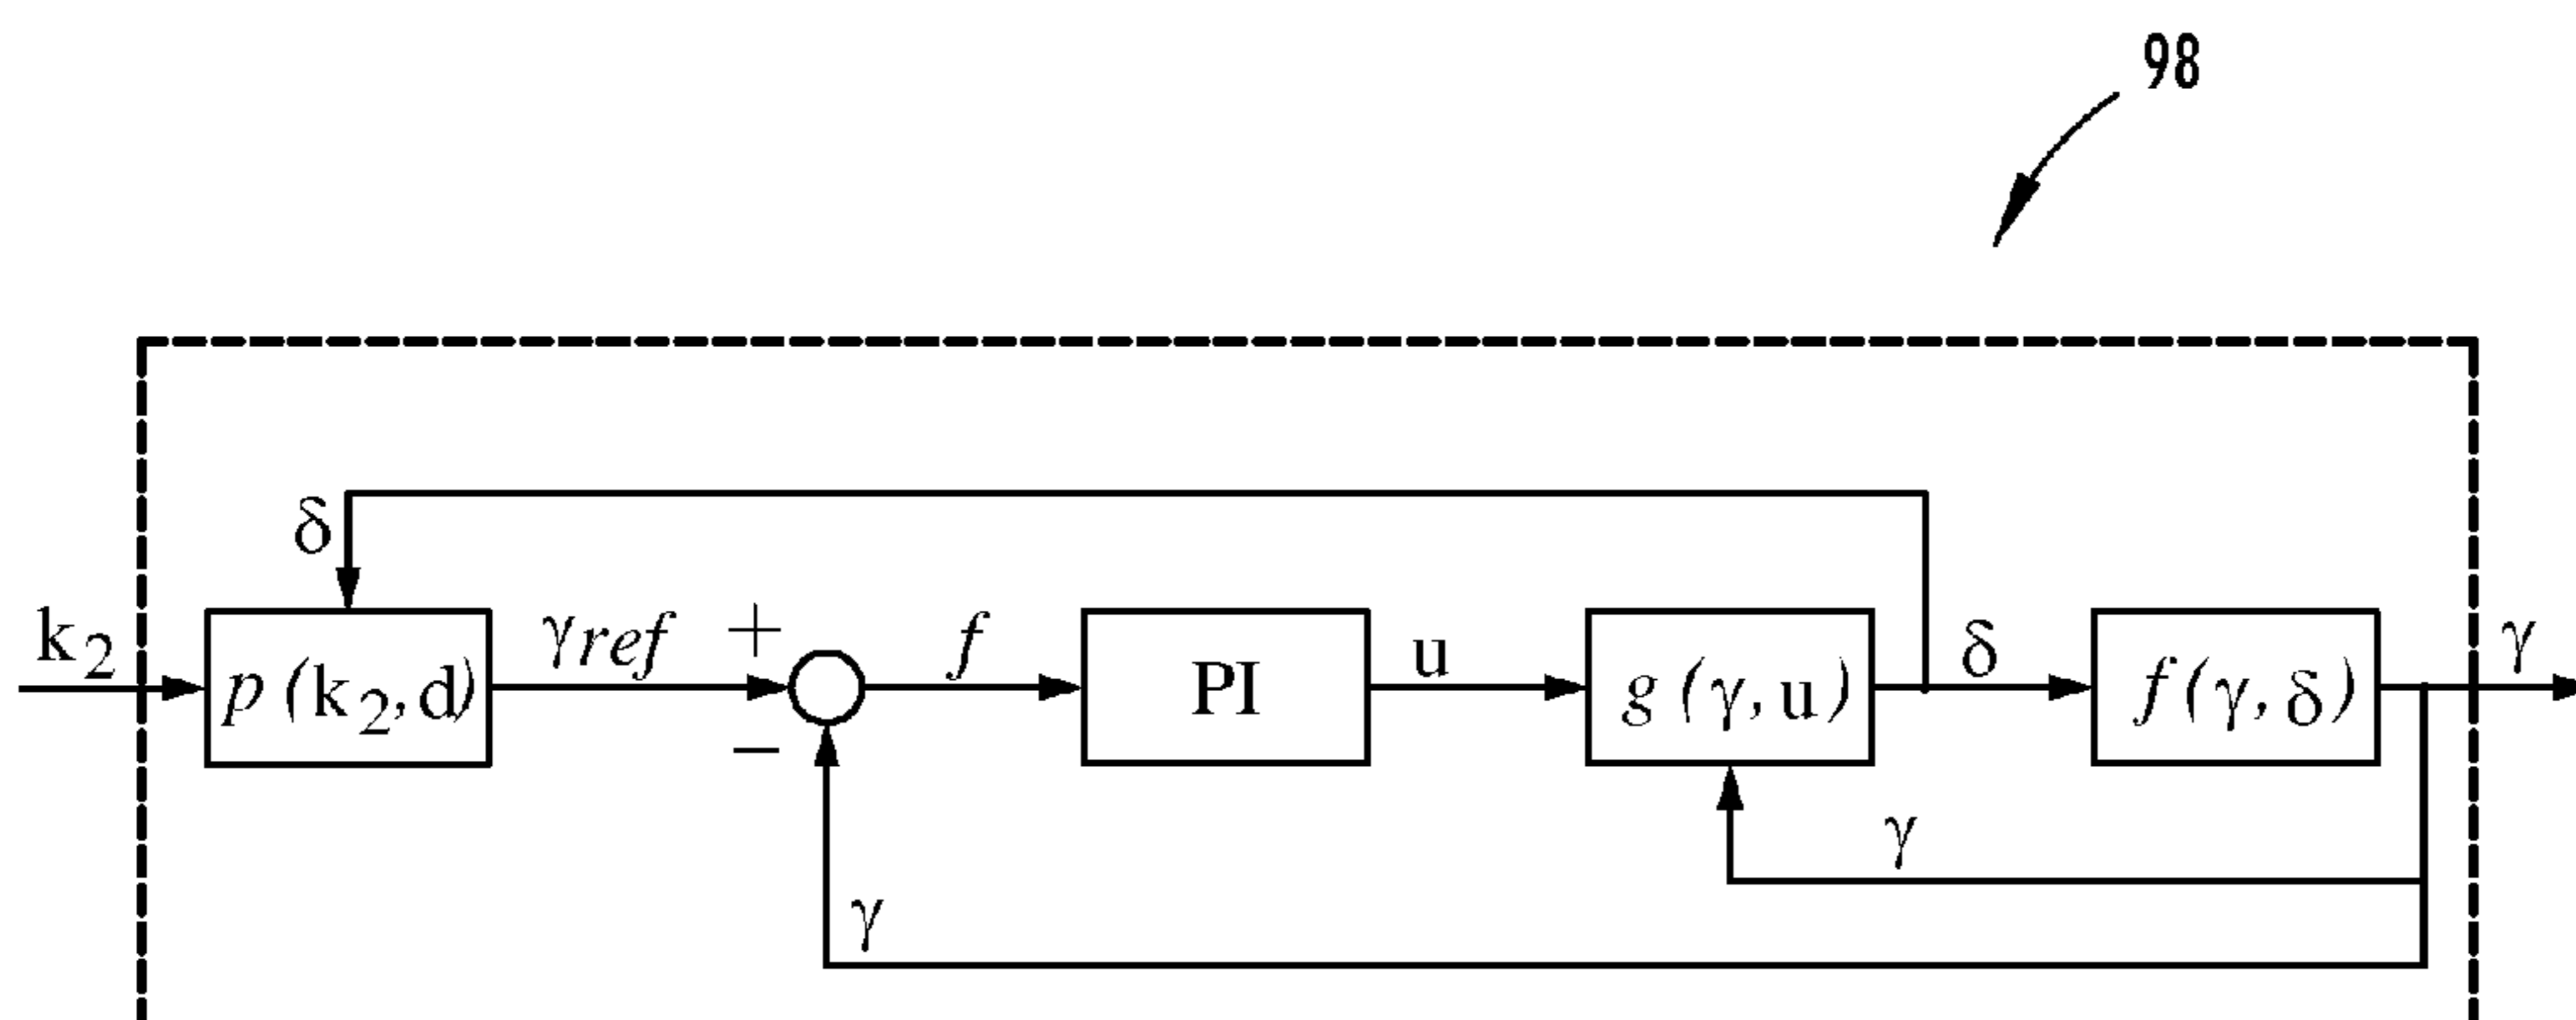 98
δ
k₂
p (k₂,d)
γref
+
−
f
PI
u
g (γ, u)
δ
f (γ, δ)
γ
γ
γ